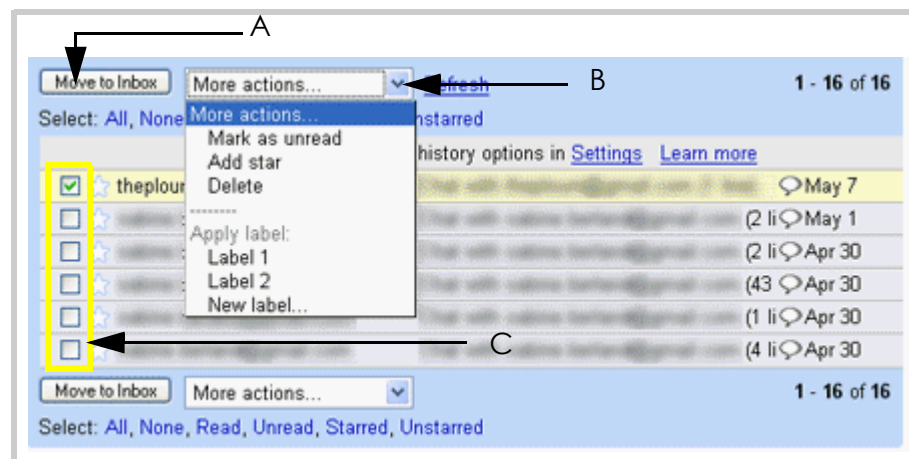 A
Move to Inbox More actions... Refresh B 1 - 16 of 16
Select: All, None nstarred
More actions...
Mark as unread
history options in Settings Learn more
Add star
theplour Delete May 7
--------
(2 li May 1
Apply label:
Label 1 (2 li Apr 30
Label 2 (43 Apr 30
New label... (1 li Apr 30
C (4 li Apr 30
Move to Inbox More actions... 1 - 16 of 16
Select: All, None, Read, Unread, Starred, Unstarred